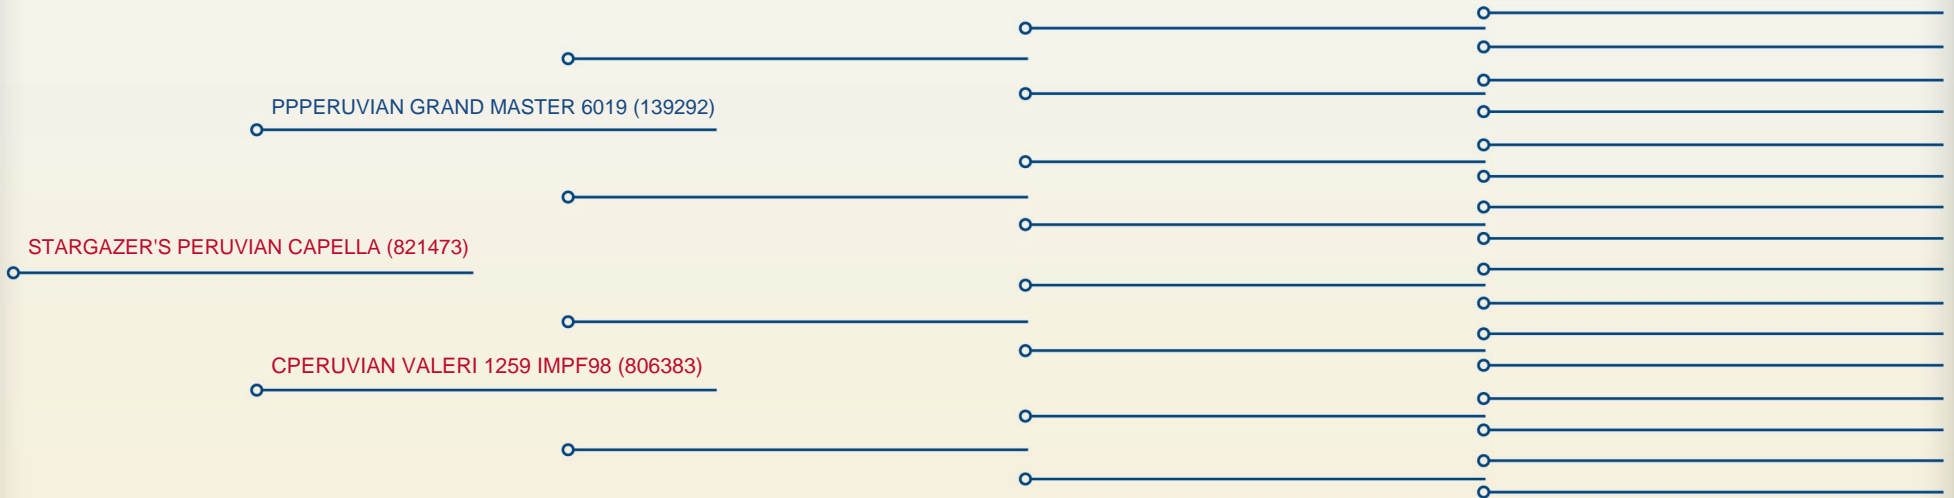 PPPERUVIAN GRAND MASTER 6019 (139292)
STARGAZER'S PERUVIAN CAPELLA (821473)
CPERUVIAN VALERI 1259 IMPF98 (806383)